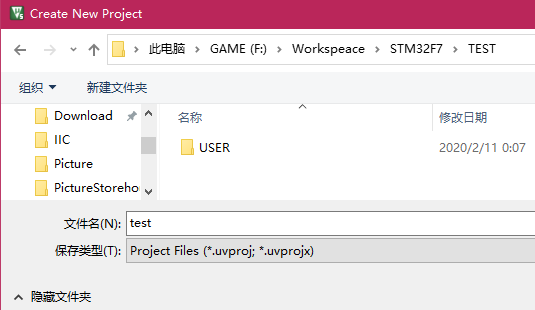 Create New Project
此电脑 > GAME (F:) > Workspeace > STM32F7 > TEST
组织 新建文件夹
Download
IIC
Picture
PictureStoreho
名称 修改日期
USER 2020/2/11 0:07
文件名(N): test
保存类型(T): Project Files (*.uvproj; *.uvprojx)
隐藏文件夹